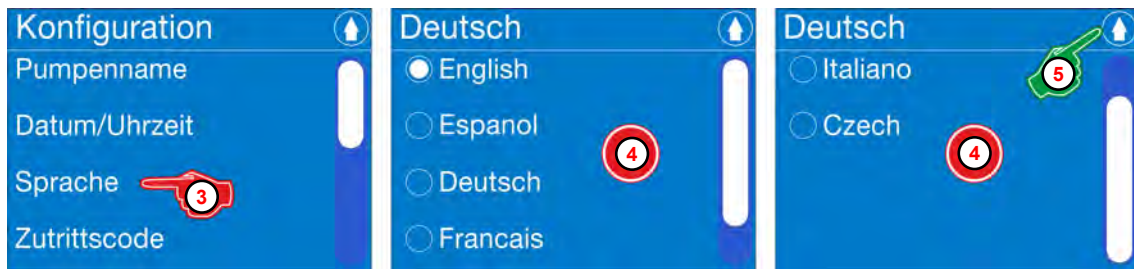 Konfiguration
Pumpenname
Datum/Uhrzeit
Sprache
3
Zutrittscode
Deutsch
English
Espanol
4
Deutsch
Francais
Deutsch
5
Italiano
Czech
4